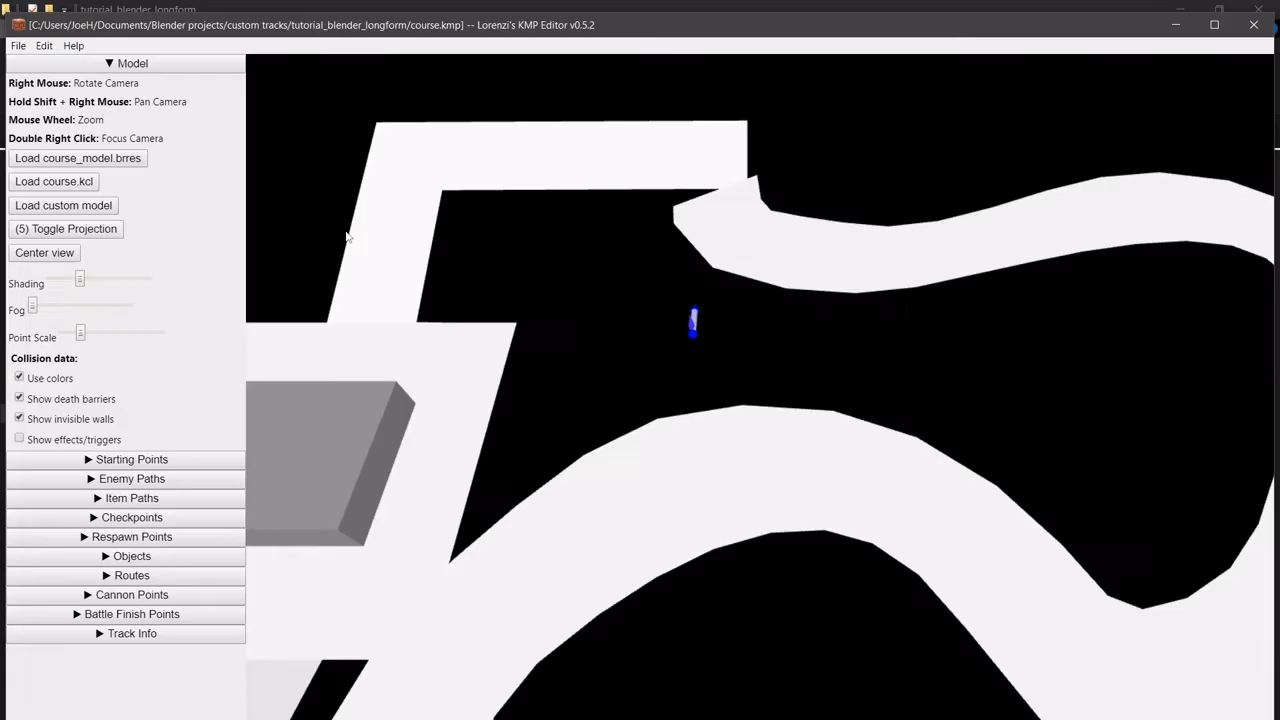 tutorial_blender_longform
[C:/Users/JoeH/Documents/Blender projects/custom tracks/tutorial_blender_longform/course.kmp] -- Lorenzi's KMP Editor v0.5.2
File Edit Help
▼ Model
Right Mouse: Rotate Camera
Hold Shift + Right Mouse: Pan Camera
Mouse Wheel: Zoom
Double Right Click: Focus Camera
Load course_model.brres
Load course.kcl
Load custom model
(5) Toggle Projection
Center view
Shading
Fog
Point Scale
Collision data:
Use colors
Show death barriers
Show invisible walls
Show effects/triggers
▶ Starting Points
▶ Enemy Paths
▶ Item Paths
▶ Checkpoints
▶ Respawn Points
▶ Objects
▶ Routes
▶ Cannon Points
▶ Battle Finish Points
▶ Track Info